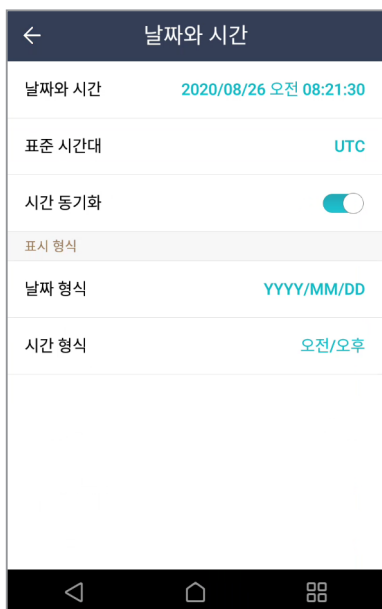 날짜와 시간
날짜와 시간 2020/08/26 오전 08:21:30
표준 시간대 UTC
시간 동기화
표시 형식
날짜 형식 YYYY/MM/DD
시간 형식 오전/오후